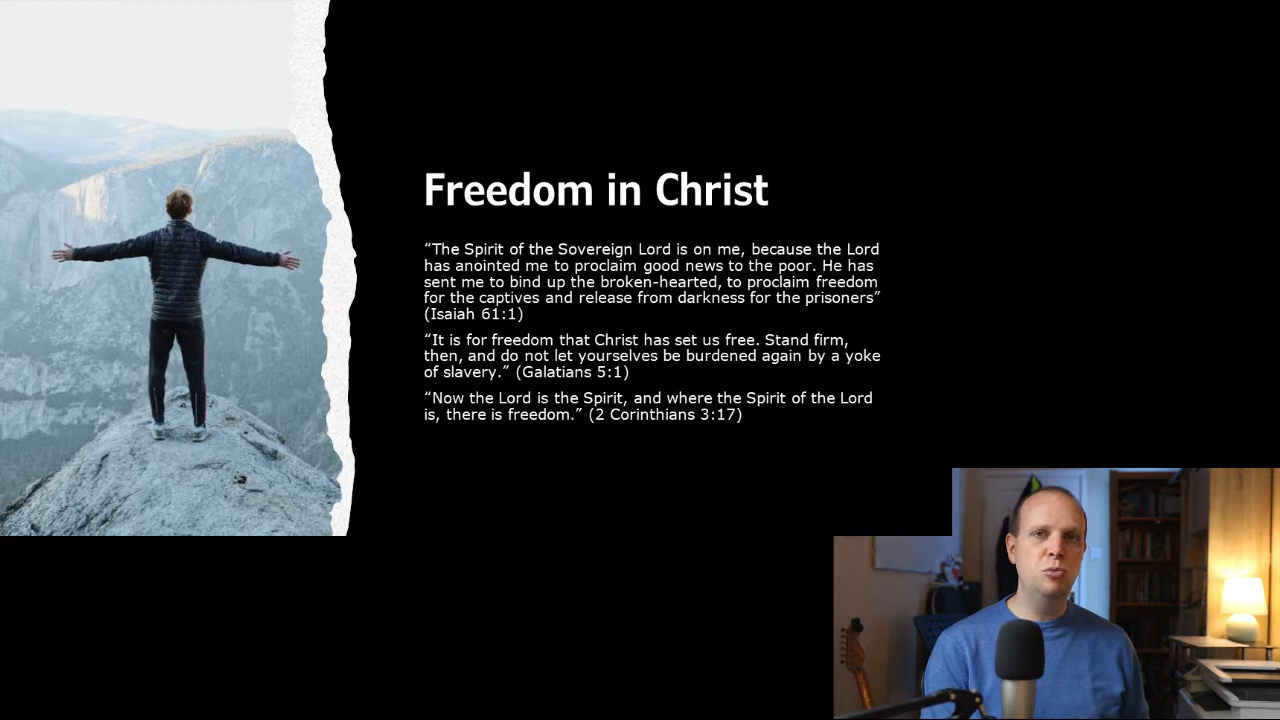 Freedom in Christ
“The Spirit of the Sovereign Lord is on me, because the Lord
has anointed me to proclaim good news to the poor. He has
sent me to bind up the broken-hearted, to proclaim freedom
for the captives and release from darkness for the prisoners”
(Isaiah 61:1)
“It is for freedom that Christ has set us free. Stand firm,
then, and do not let yourselves be burdened again by a yoke
of slavery.” (Galatians 5:1)
“Now the Lord is the Spirit, and where the Spirit of the Lord
is, there is freedom.” (2 Corinthians 3:17)